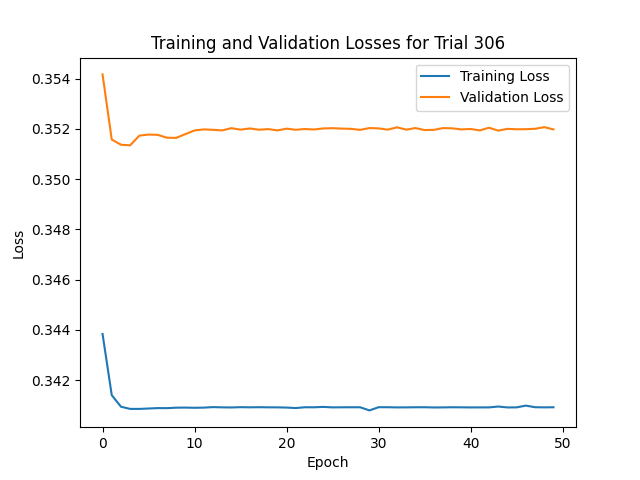 Training and Validation Losses for Trial 306
Training Loss
Validation Loss
0.354
0.352
0.350
0.348
0.346
0.344
0.342
Loss
0
10
20
30
40
50
Epoch